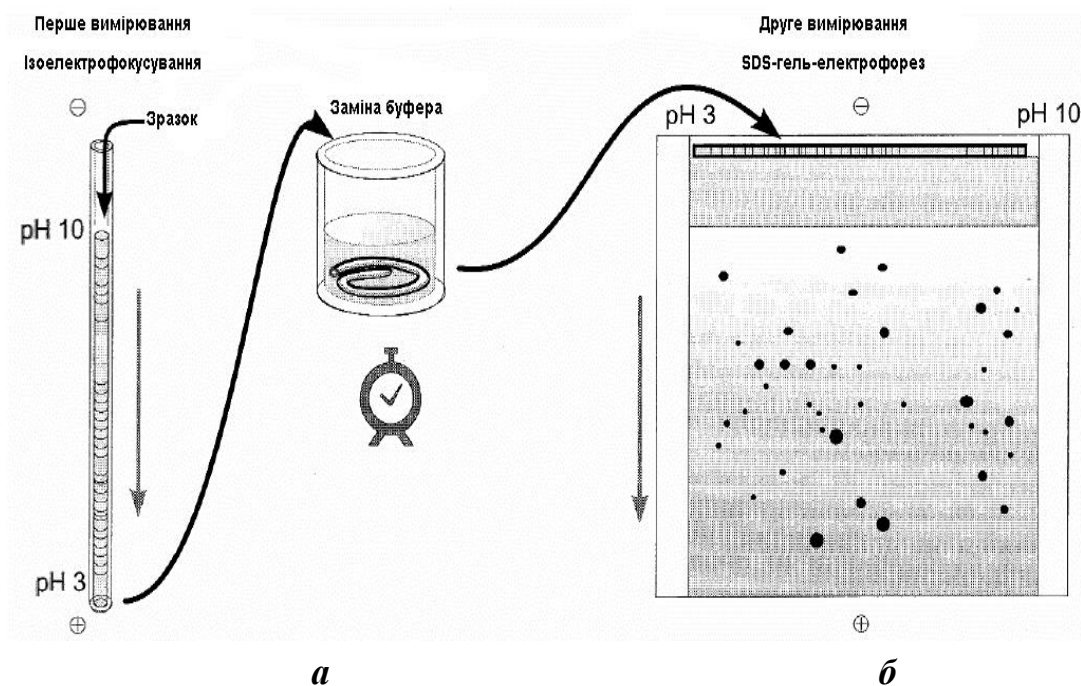 Перше вимірювання
Ізоелектрофокусування
⊖
Зразок
pH 10
pH 3
⊕
Заміна буфера
Друге вимірювання
SDS-гель-електрофорез
⊖
pH 3
pH 10
⊕
а
б